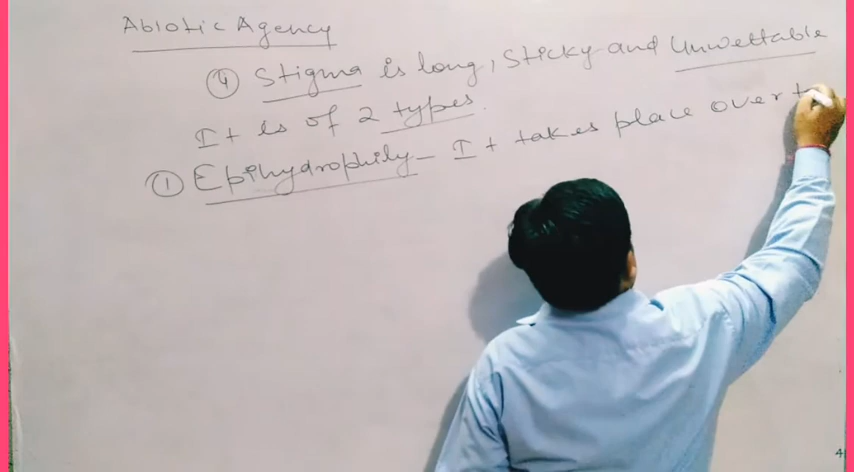 Abiotic Agency
④ Stigma is long, Sticky and Unwettable
It is of 2 types.
① Epihydrophily - It takes place over t
4